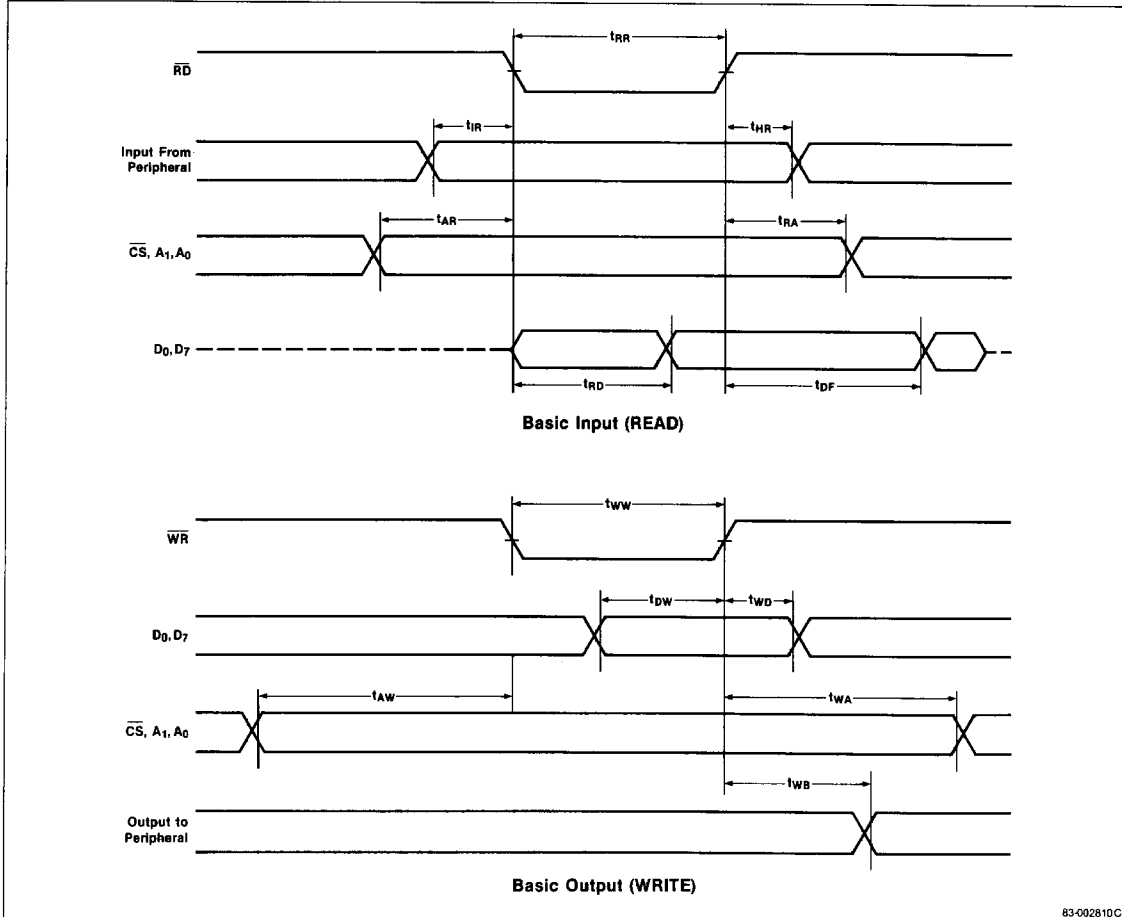 tRR
RD
tIR
tHR
Input From
Peripheral
tAR
tRA
CS, A1, A0
D0, D7
tRD
tDF
Basic Input (READ)
tWW
WR
tDW
tWD
D0, D7
tAW
tWA
CS, A1, A0
tWB
Output to
Peripheral
Basic Output (WRITE)
83-002810C